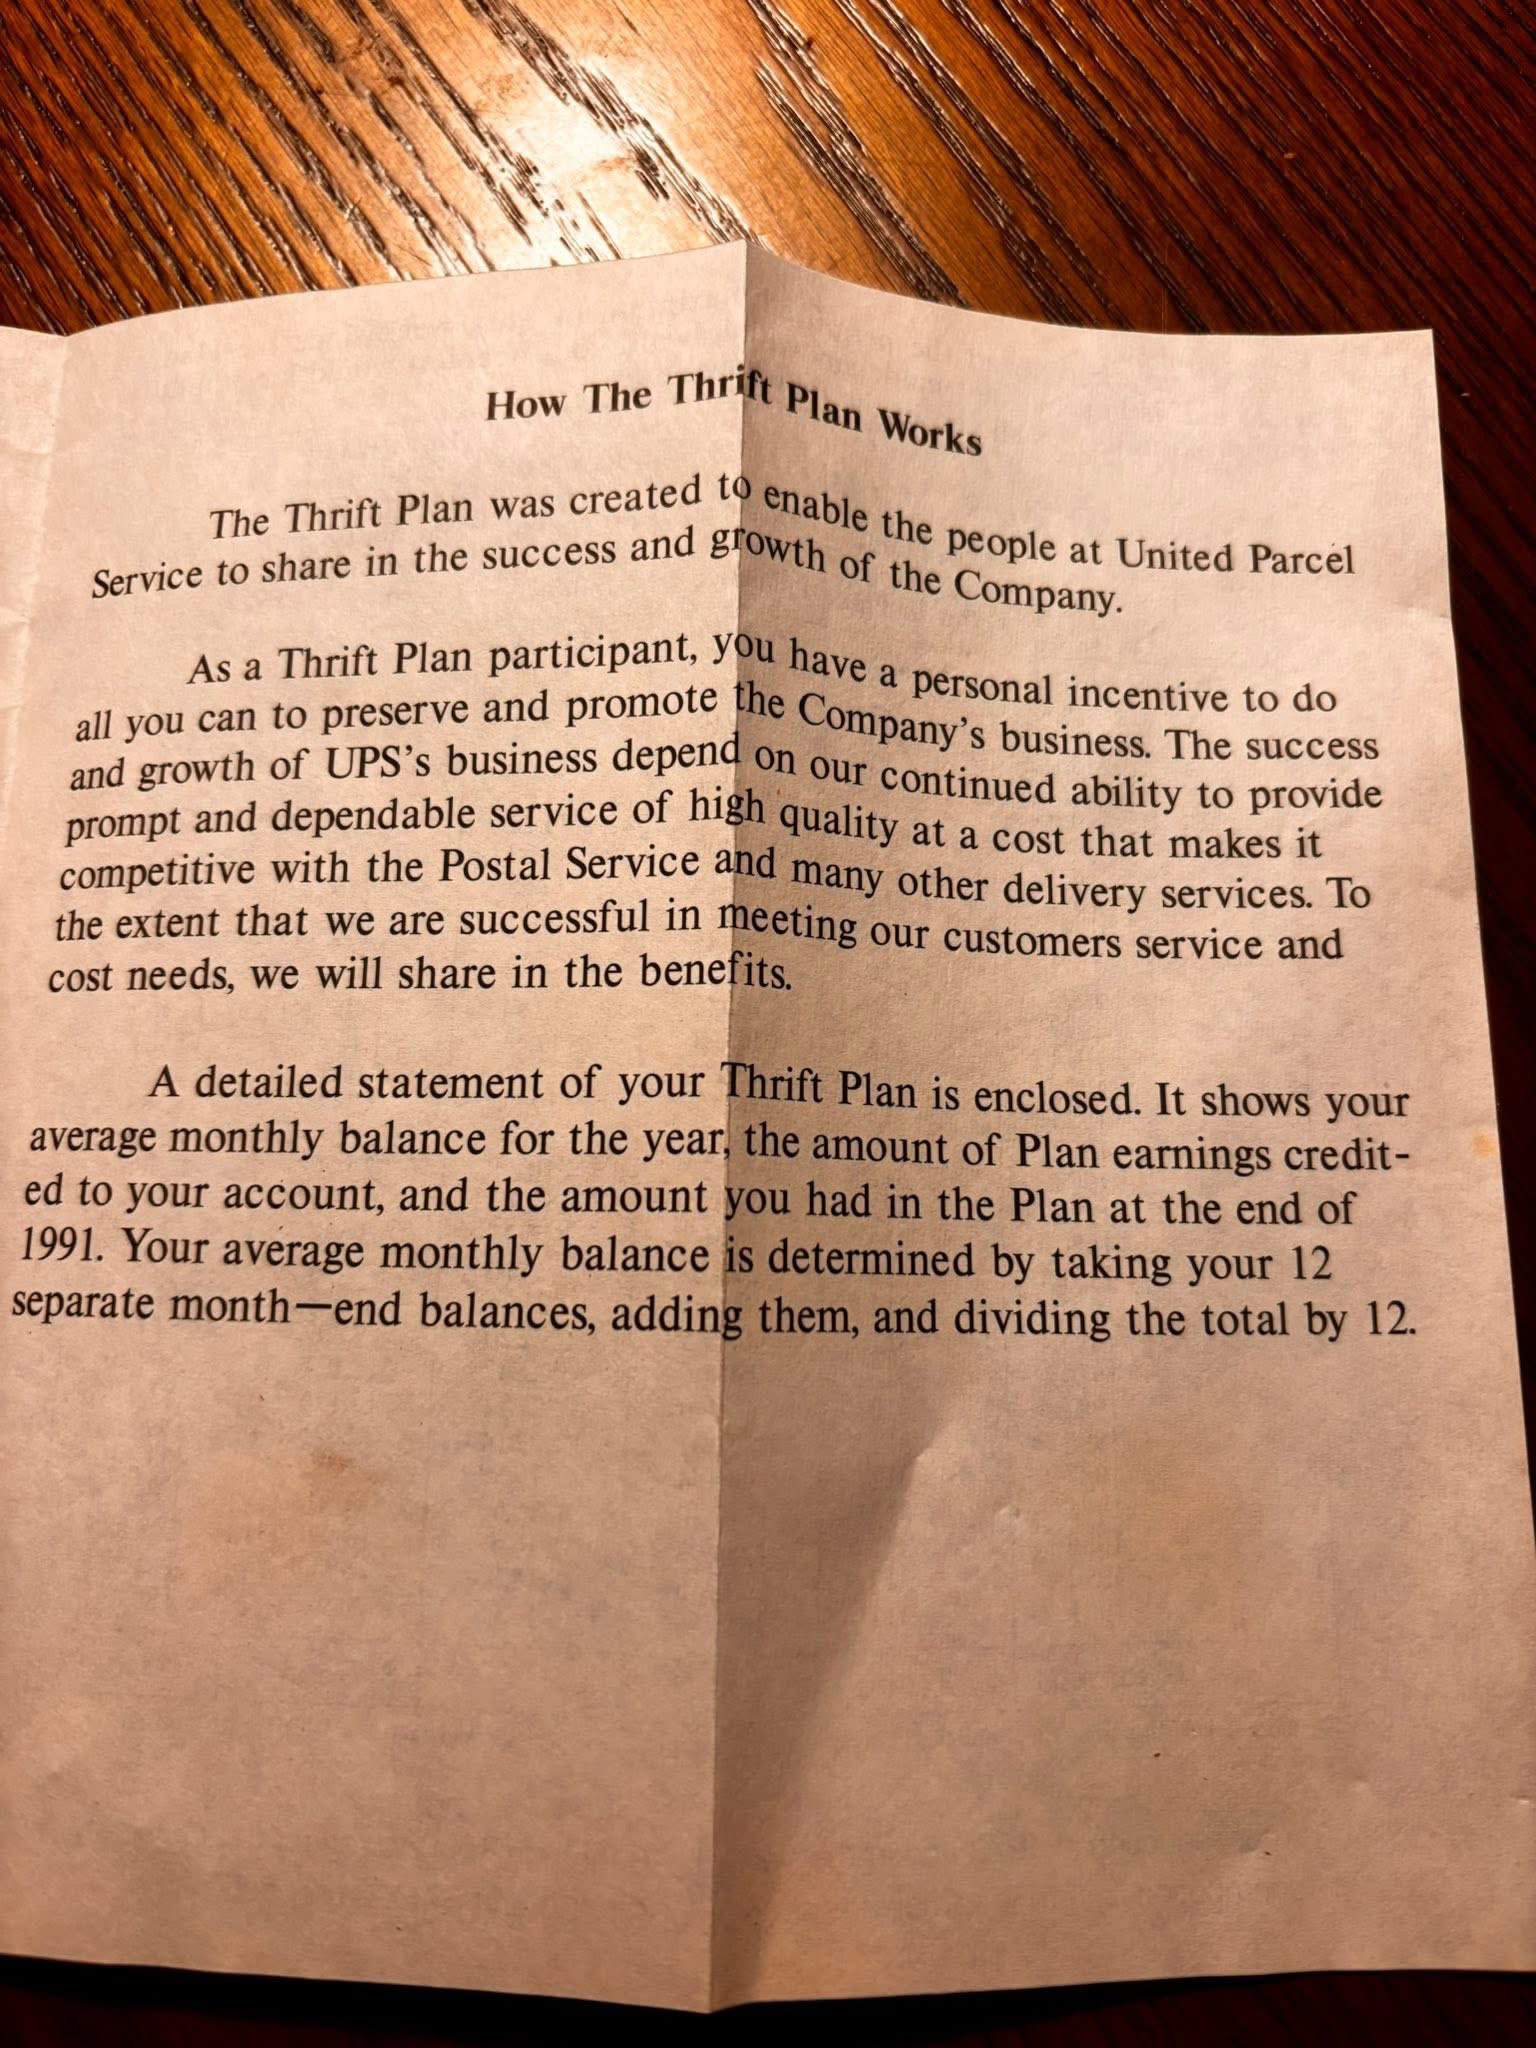 How The Thrift Plan Works
The Thrift Plan was created to enable the people at United Parcel
Service to share in the success and growth of the Company.
As a Thrift Plan participant, you have a personal incentive to do
all you can to preserve and promote the Company's business. The success
and growth of UPS's business depend on our continued ability to provide
prompt and dependable service of high quality at a cost that makes it
competitive with the Postal Service and many other delivery services. To
the extent that we are successful in meeting our customers service and
cost needs, we will share in the benefits.
A detailed statement of your Thrift Plan is enclosed. It shows your
average monthly balance for the year, the amount of Plan earnings credit-
ed to your account, and the amount you had in the Plan at the end of
1991. Your average monthly balance is determined by taking your 12
separate month—end balances, adding them, and dividing the total by 12.